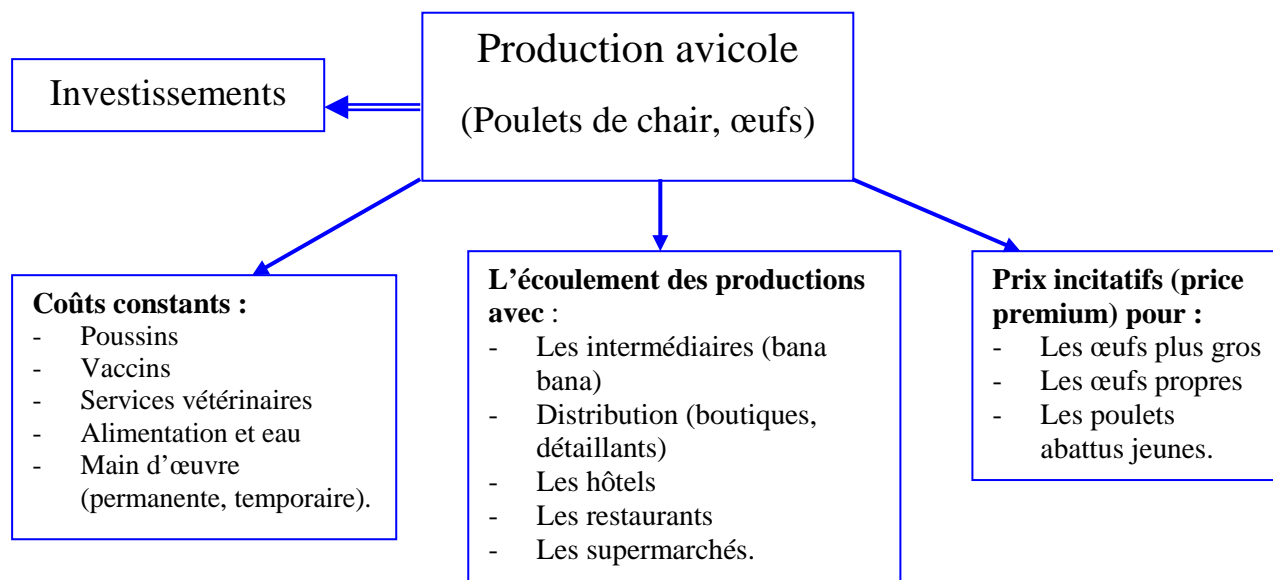 Production avicole
(Poulets de chair, œufs)
Investissements
Coûts constants :
- Poussins
- Vaccins
- Services vétérinaires
- Alimentation et eau
- Main d’œuvre
(permanente, temporaire).
L’écoulement des productions
avec :
- Les intermédiaires (bana
bana)
- Distribution (boutiques,
détaillants)
- Les hôtels
- Les restaurants
- Les supermarchés.
Prix incitatifs (price
premium) pour :
- Les œufs plus gros
- Les œufs propres
- Les poulets
abattus jeunes.